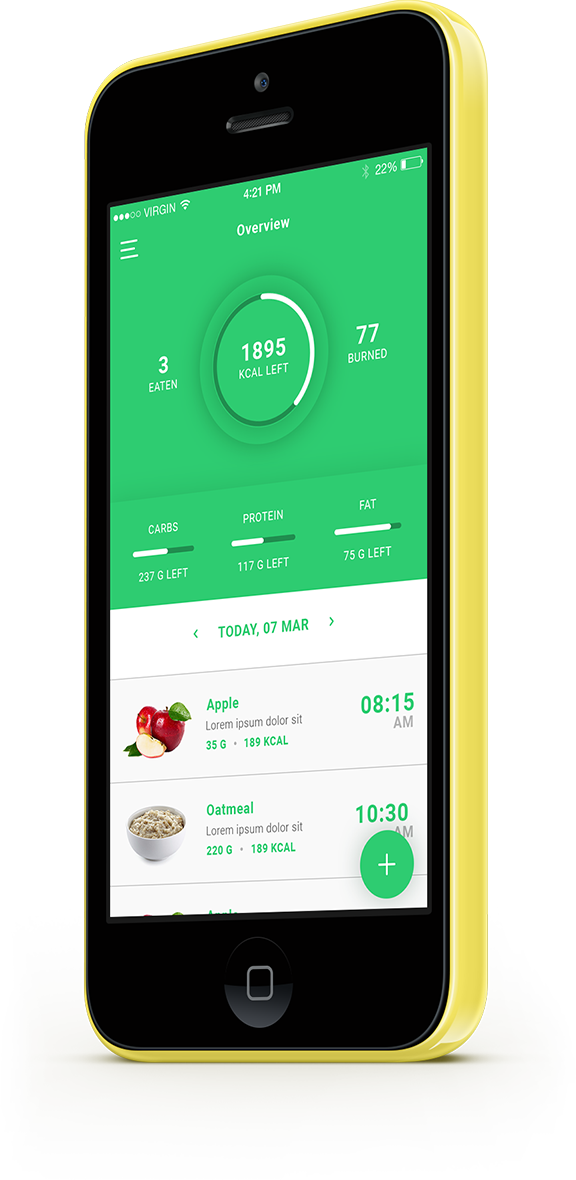 VIRGIN
4:21 PM
22%
Overview
3
EATEN
1895
KCAL LEFT
77
BURNED
CARBS
237 G LEFT
PROTEIN
117 G LEFT
FAT
75 G LEFT
‹ TODAY, 07 MAR ›
Apple
Lorem ipsum dolor sit
35 G • 189 KCAL
08:15
AM
Oatmeal
Lorem ipsum dolor sit
220 G • 189 KCAL
10:30
AM
+
Apple